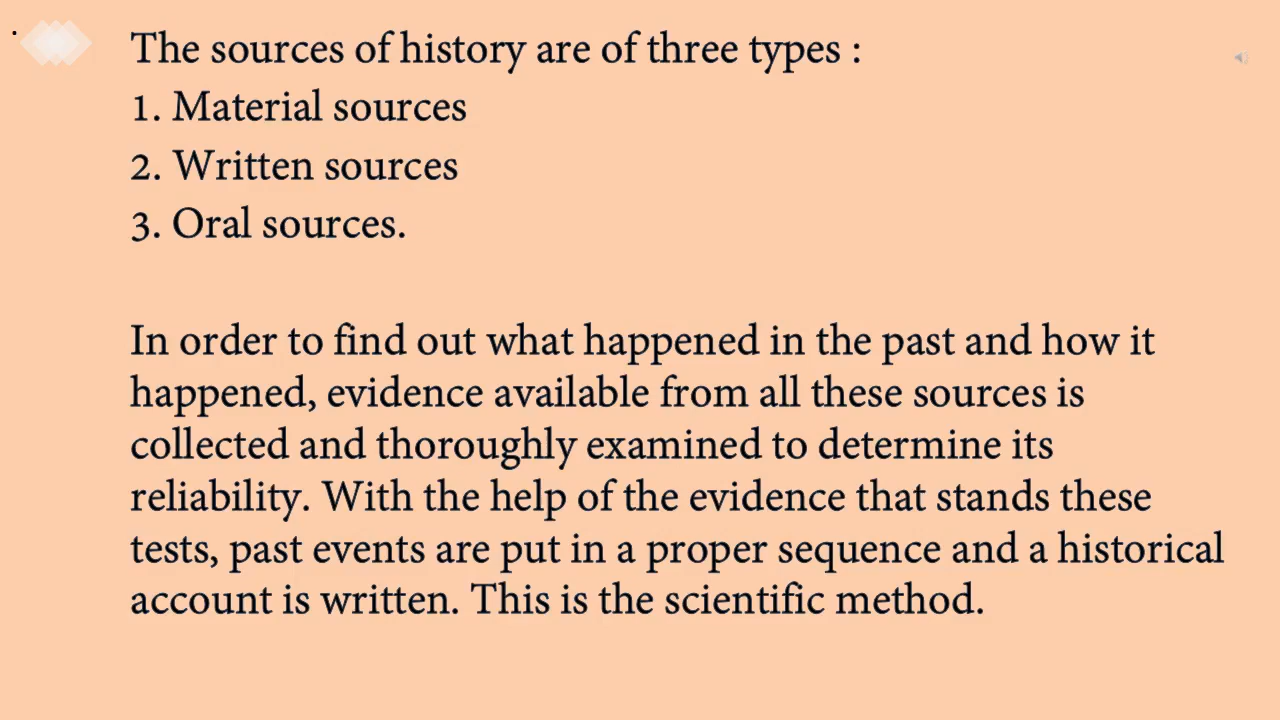 The sources of history are of three types :
1. Material sources
2. Written sources
3. Oral sources.
In order to find out what happened in the past and how it
happened, evidence available from all these sources is
collected and thoroughly examined to determine its
reliability. With the help of the evidence that stands these
tests, past events are put in a proper sequence and a historical
account is written. This is the scientific method.